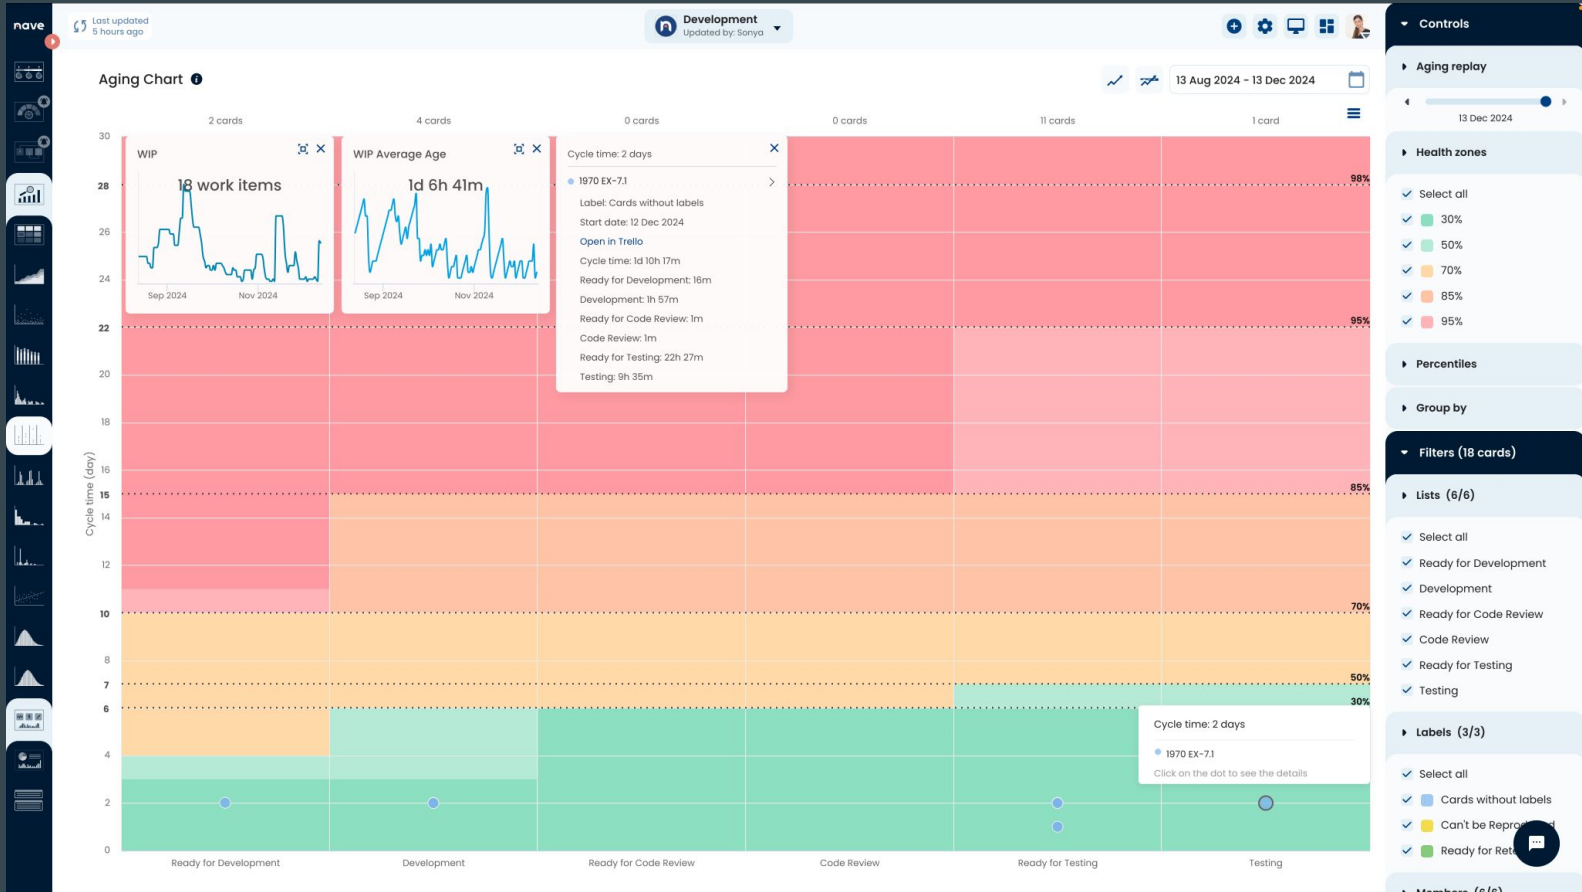 nave
Last updated
5 hours ago
Development
Updated by: Sonya
Aging Chart
13 Aug 2024 - 13 Dec 2024
2 cards
4 cards
0 cards
0 cards
11 cards
1 card
30
28
26
24
22
20
18
16
15
14
12
10
8
7
6
4
2
0
Cycle time (day)
WIP
18 work items
Sep 2024
Nov 2024
WIP Average Age
1d 6h 41m
Sep 2024
Nov 2024
Cycle time: 2 days
1970 EX-7.1
Label: Cards without labels
Start date: 12 Dec 2024
Open in Trello
Cycle time: 1d 10h 17m
Ready for Development: 16m
Development: 1h 57m
Ready for Code Review: 1m
Code Review: 1m
Ready for Testing: 22h 27m
Testing: 9h 35m
98%
95%
85%
70%
50%
30%
Cycle time: 2 days
1970 EX-7.1
Click on the dot to see the details
Ready for Development
Development
Ready for Code Review
Code Review
Ready for Testing
Testing
Controls
Aging replay
13 Dec 2024
Health zones
Select all
30%
50%
70%
85%
95%
Percentiles
Group by
Filters (18 cards)
Lists (6/6)
Select all
Ready for Development
Development
Ready for Code Review
Code Review
Ready for Testing
Testing
Labels (3/3)
Select all
Cards without labels
Can't be
Ready for
Members (6/6)